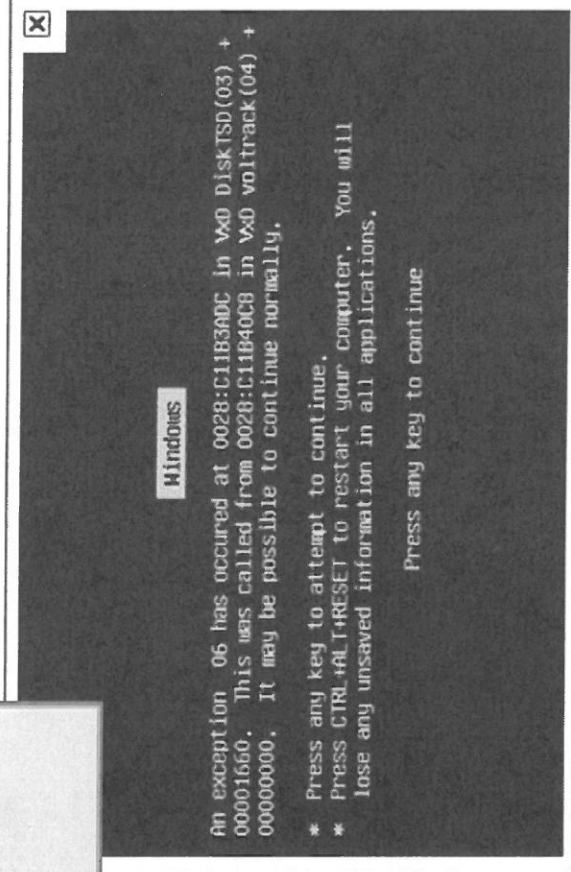 Windows
An exception 06 has occured at 0028:C11B3ADC in VxD DiskTSD(03) +
00001660. This was called from 0028:C11B40C8 in VxD voltrack(04) +
00000000. It may be possible to continue normally.
* Press any key to attempt to continue.
* Press CTRL+ALT+RESET to restart your computer. You will
lose any unsaved information in all applications.
Press any key to continue